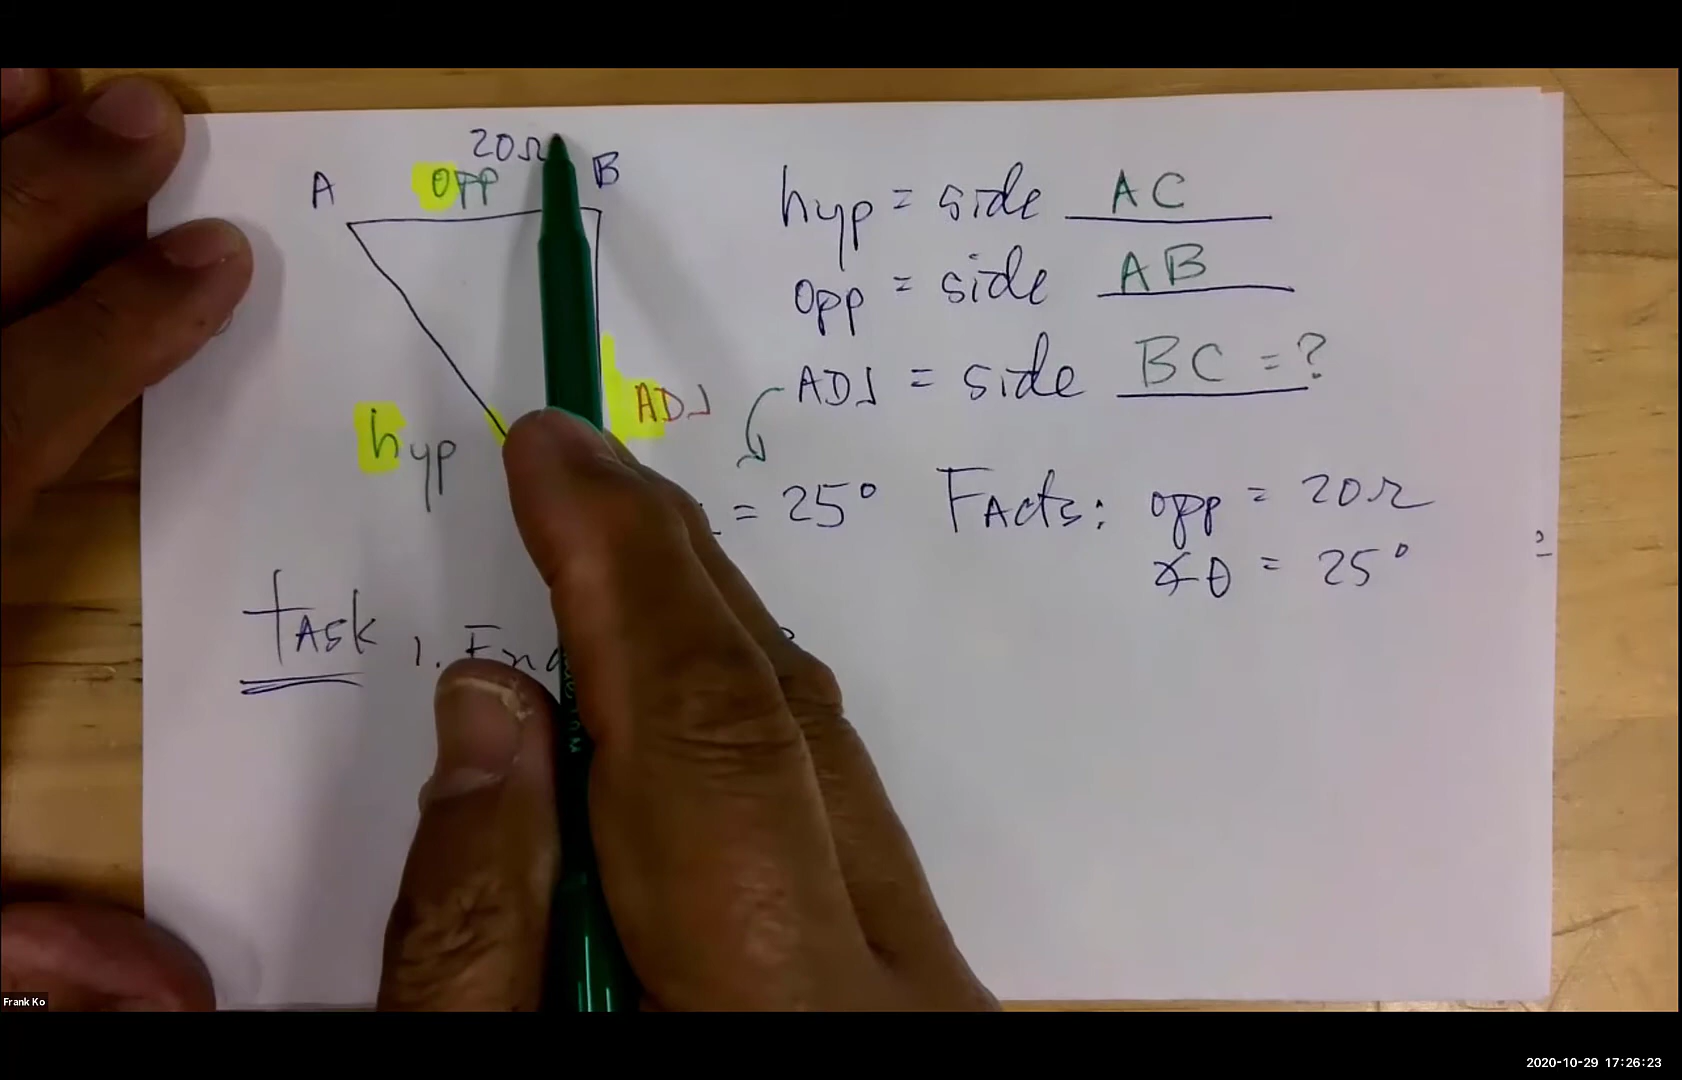 20Ω
A
opp
B
hyp = side AC
opp = side AB
ADJ = side BC = ?
hyp
ADJ
= 25°
Facts: opp = 20Ω
∡θ = 25°
Task 1.
?
Frank Ko
2020-10-29 17:26:23